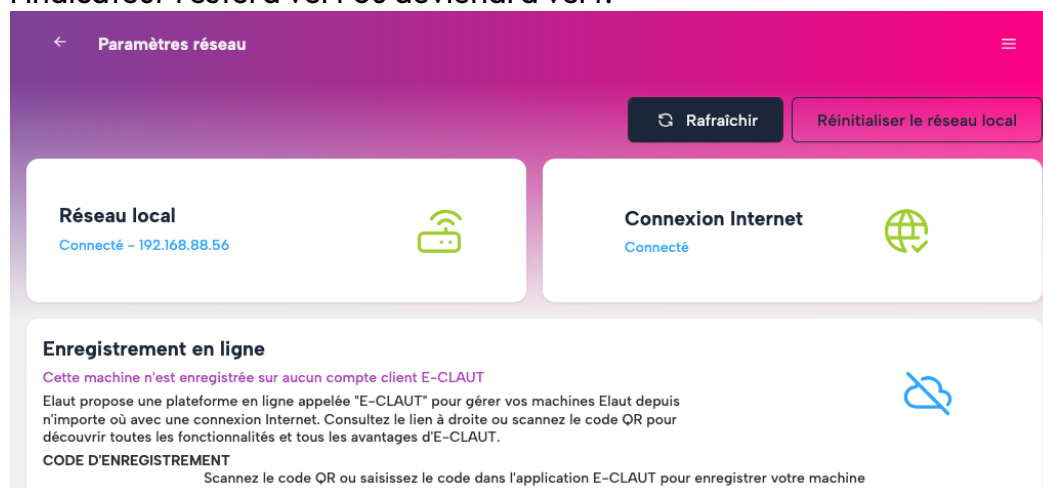 Paramètres réseau
Rafraîchir
Réinitialiser le réseau local
Réseau local
Connecté - 192.168.88.56
Connexion Internet
Connecté
Enregistrement en ligne
Cette machine n'est enregistrée sur aucun compte client E-CLAUT
Elaut propose une plateforme en ligne appelée "E-CLAUT" pour gérer vos machines Elaut depuis
n'importe où avec une connexion Internet. Consultez le lien à droite ou scannez le code QR pour
découvrir toutes les fonctionnalités et tous les avantages d'E-CLAUT.
CODE D'ENREGISTREMENT
Scannez le code QR ou saisissez le code dans l'application E-CLAUT pour enregistrer votre machine